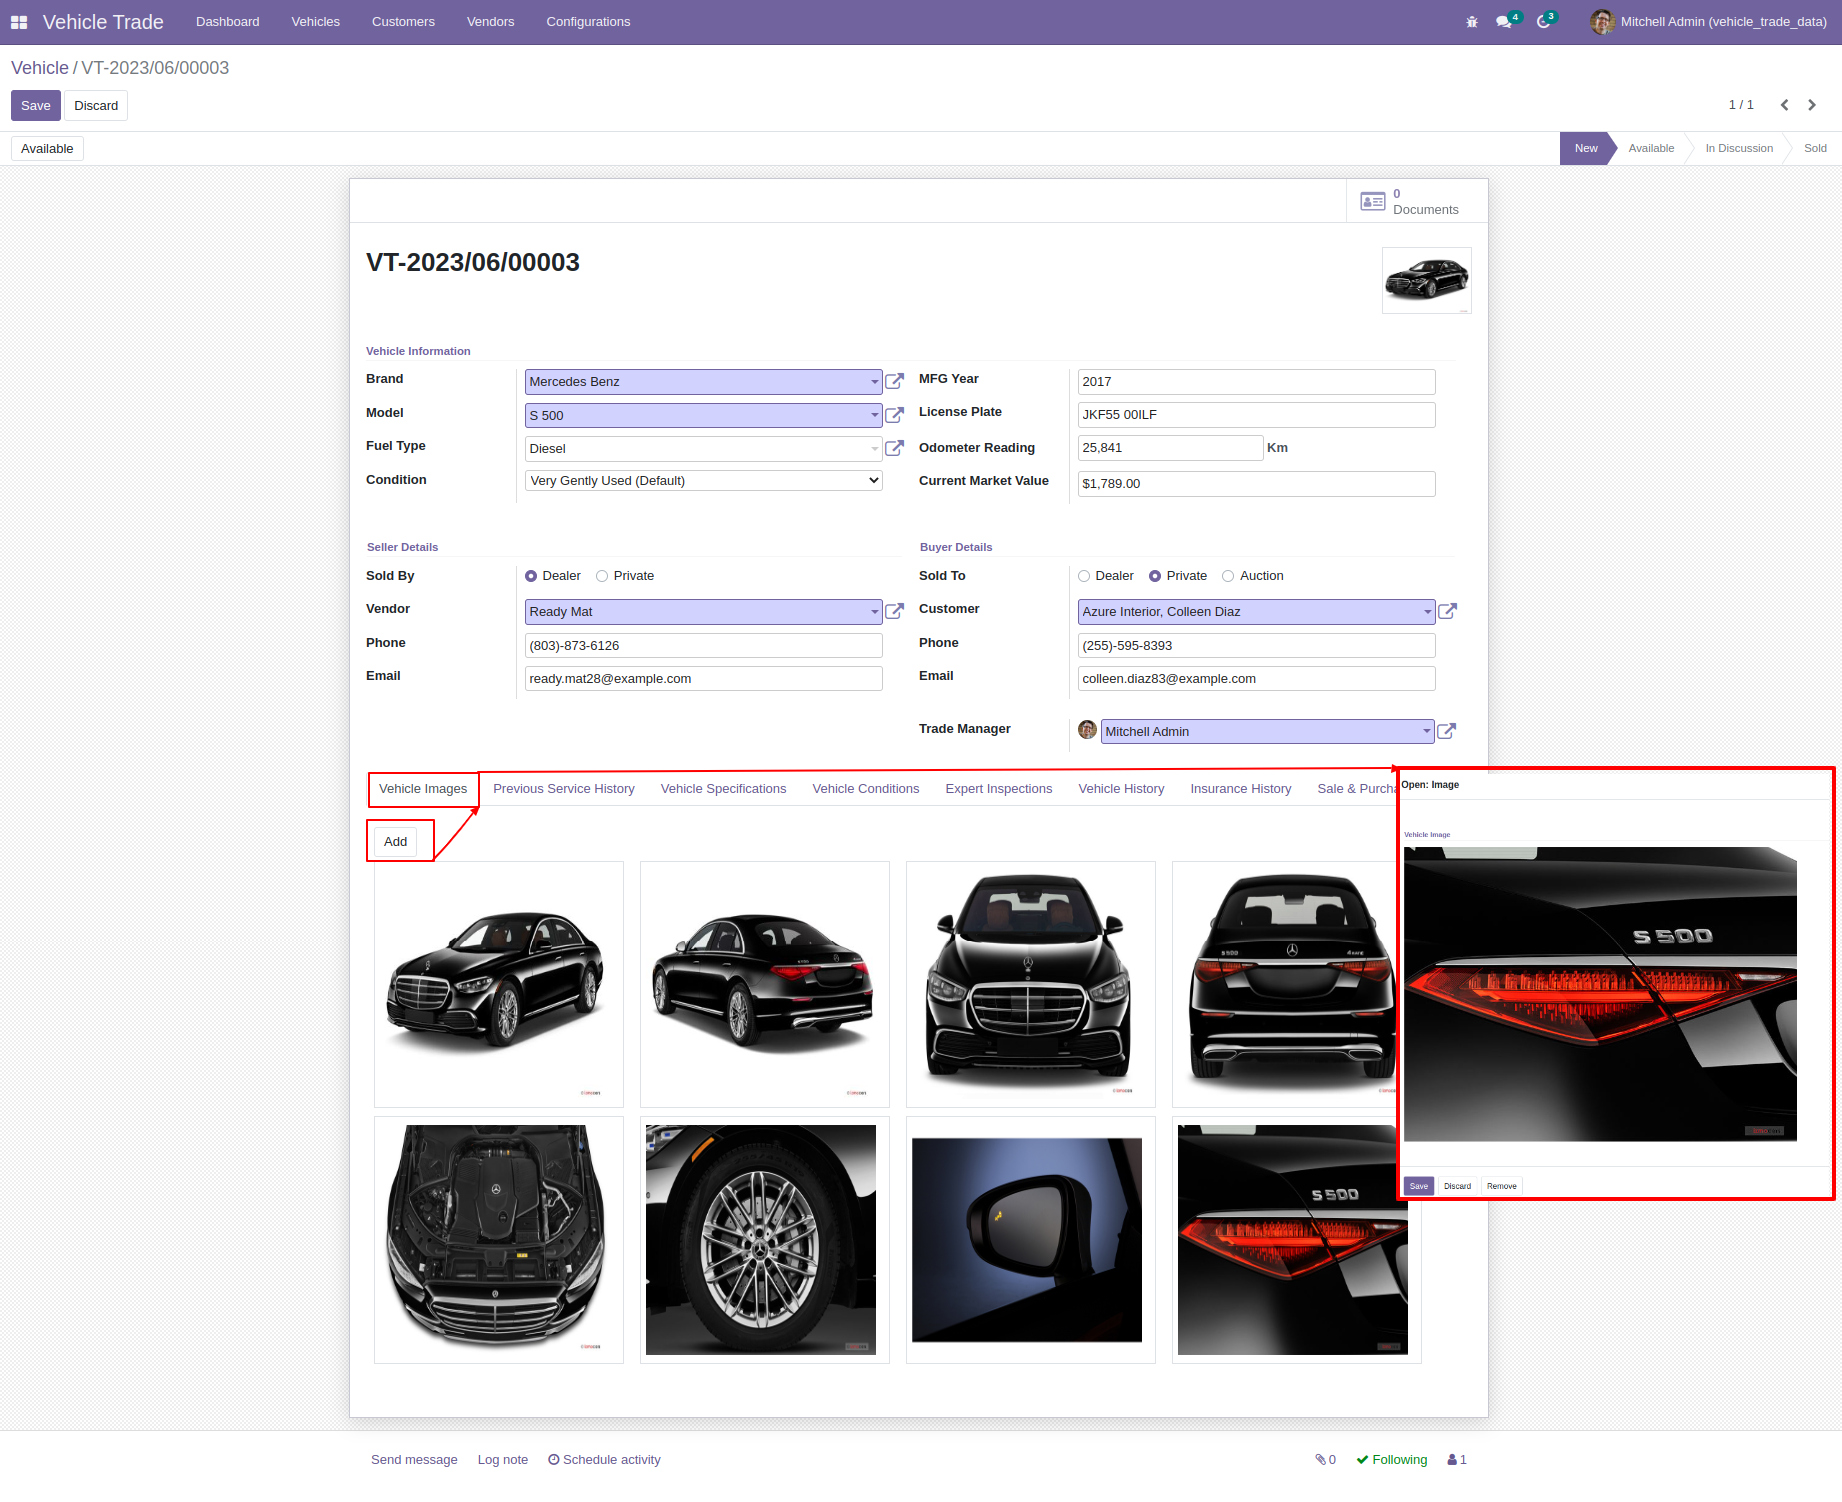 Vehicle Trade Dashboard Vehicles Customers Vendors Configurations 4 3 Mitchell Admin (vehicle_trade_data)
Vehicle / VT-2023/06/00003
Save Discard 1 / 1
Available New Available In Discussion Sold
0
Documents
VT-2023/06/00003
Vehicle Information
Brand Mercedes Benz MFG Year 2017
Model S 500 License Plate JKF55 00ILF
Fuel Type Diesel Odometer Reading 25,841 Km
Condition Very Gently Used (Default) Current Market Value $1,789.00
Seller Details Buyer Details
Sold By Dealer Private Sold To Dealer Private Auction
Vendor Ready Mat Customer Azure Interior, Colleen Diaz
Phone (803)-873-6126 Phone (255)-595-8393
Email ready.mat28@example.com Email colleen.diaz83@example.com
Trade Manager Mitchell Admin
Vehicle Images Previous Service History Vehicle Specifications Vehicle Conditions Expert Inspections Vehicle History Insurance History Sale & Purcha
Add
Open: Image
Vehicle Image
S 500
Save Discard Remove
S 500
Send message Log note Schedule activity 0 Following 1